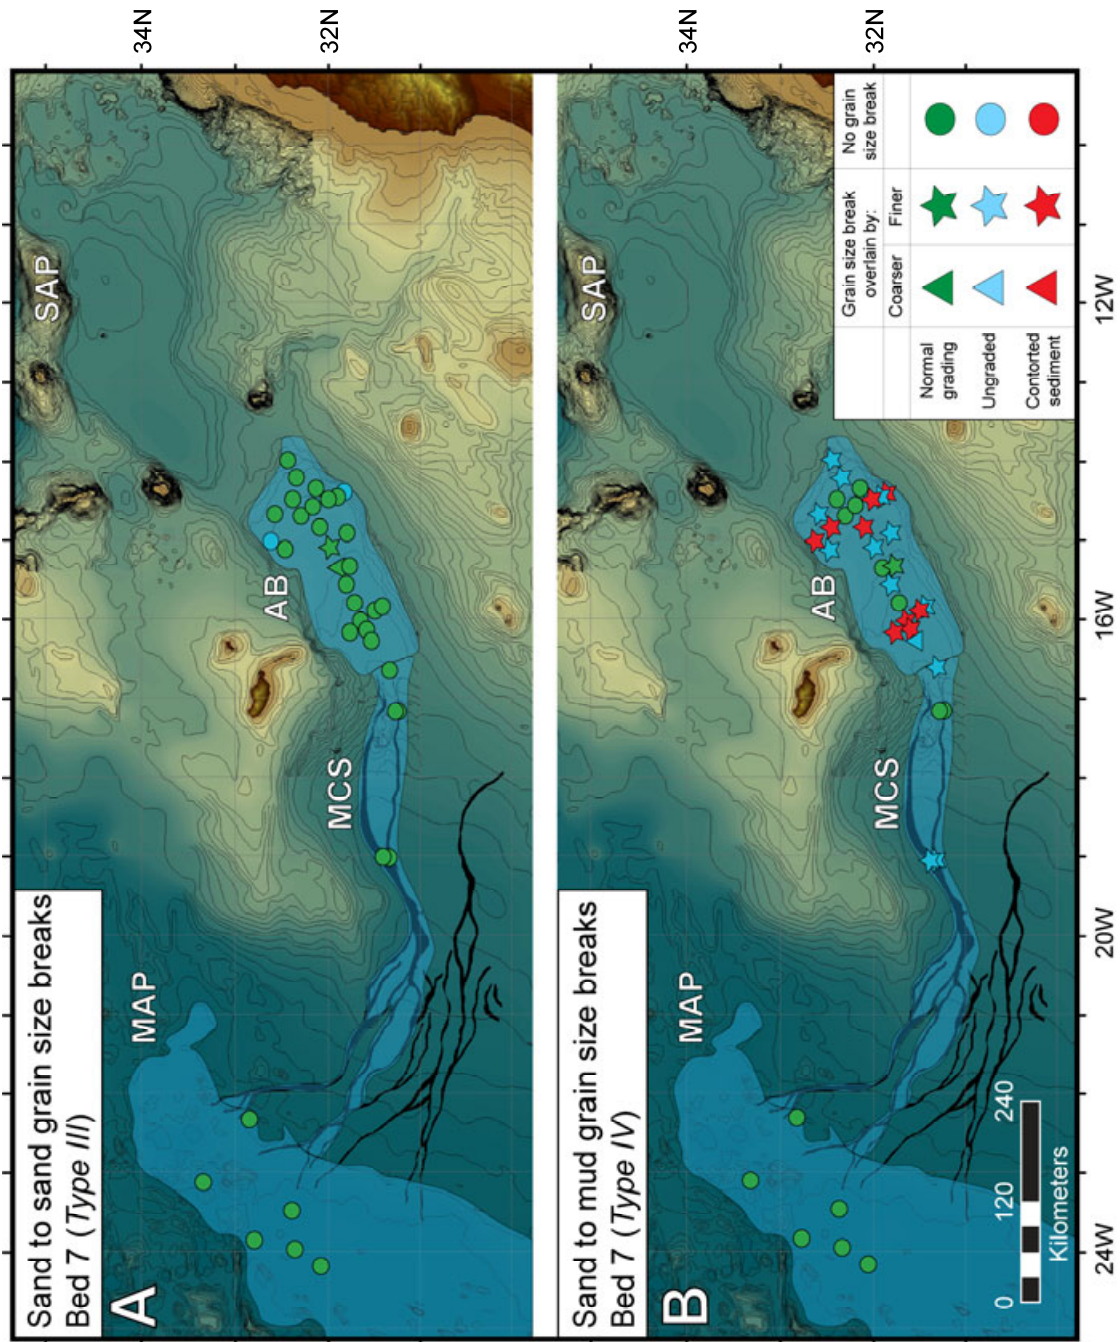 Sand to sand grain size breaks
Bed 7 (Type III)
A
MAP
MCS
AB
SAP
34N
32N
Sand to mud grain size breaks
Bed 7 (Type IV)
B
MAP
MCS
AB
SAP
34N
32N
Grain size break
overlain by:
No grain
size break
Coarser
Finer
Normal
grading
Ungraded
Contorted
sediment
0
120
240
Kilometers
24W
20W
16W
12W